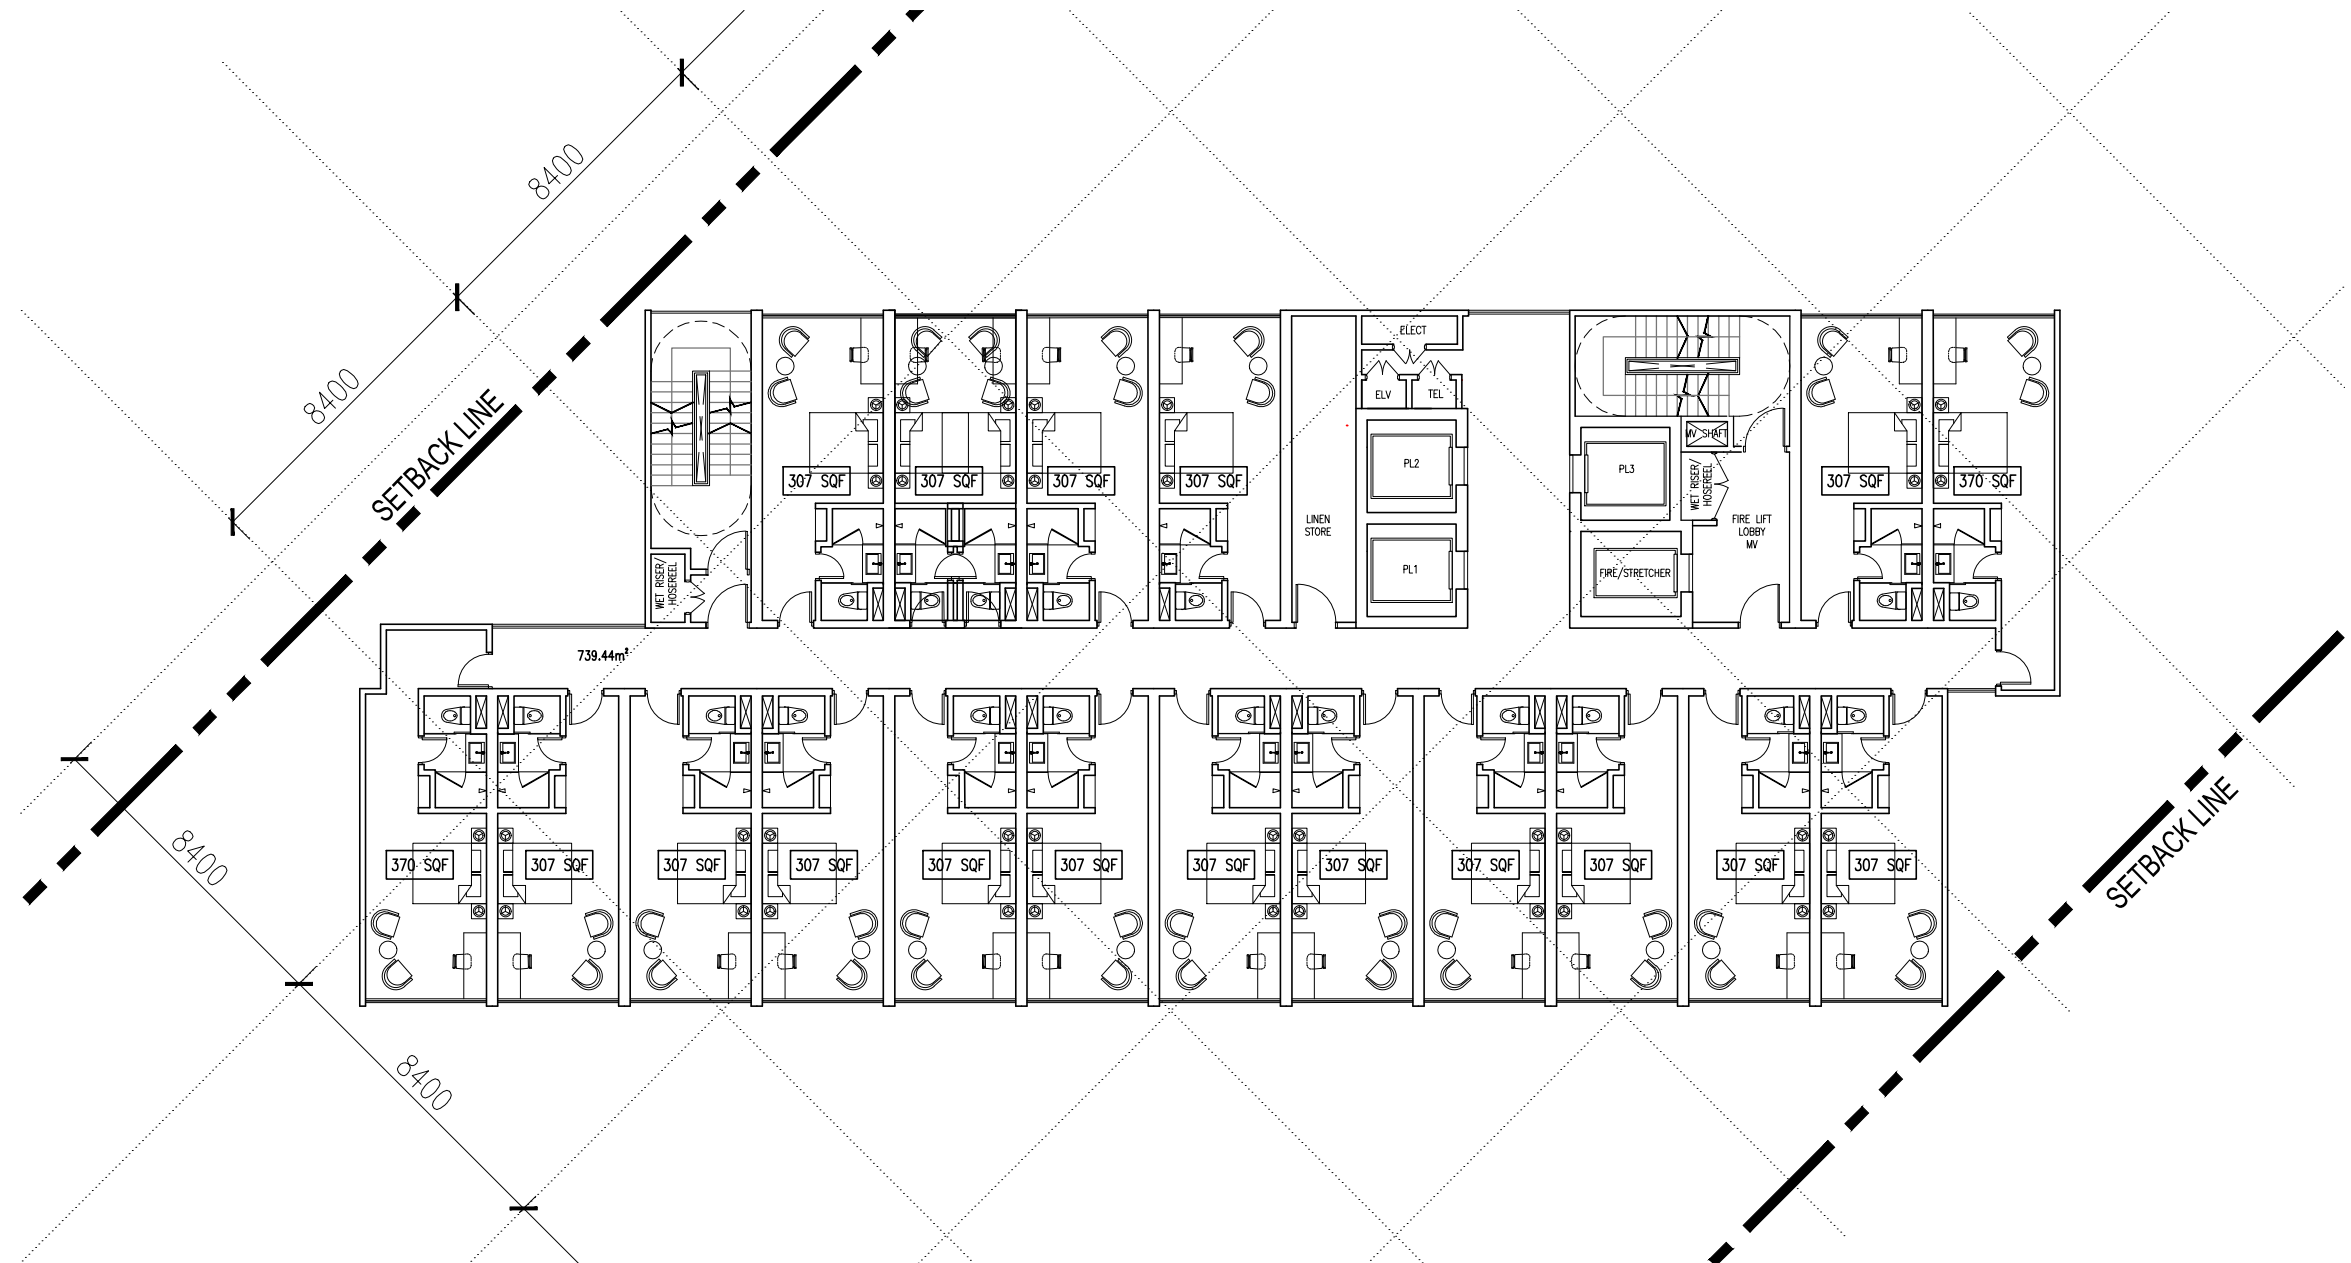 8400
8400
SETBACK LINE
ELECT
ELV
TEL
MV SHAFT
PL2
PL3
WET RISER/
HOSEREEL
307 SQF
307 SQF
307 SQF
307 SQF
307 SQF
370 SQF
LINEN
STORE
FIRE LIFT
LOBBY
MV
PL1
FIRE/STRETCHER
WET RISER/
HOSEREEL
739.44m²
SETBACK LINE
8400
370 SQF
307 SQF
307 SQF
307 SQF
307 SQF
307 SQF
307 SQF
307 SQF
307 SQF
307 SQF
307 SQF
307 SQF
8400